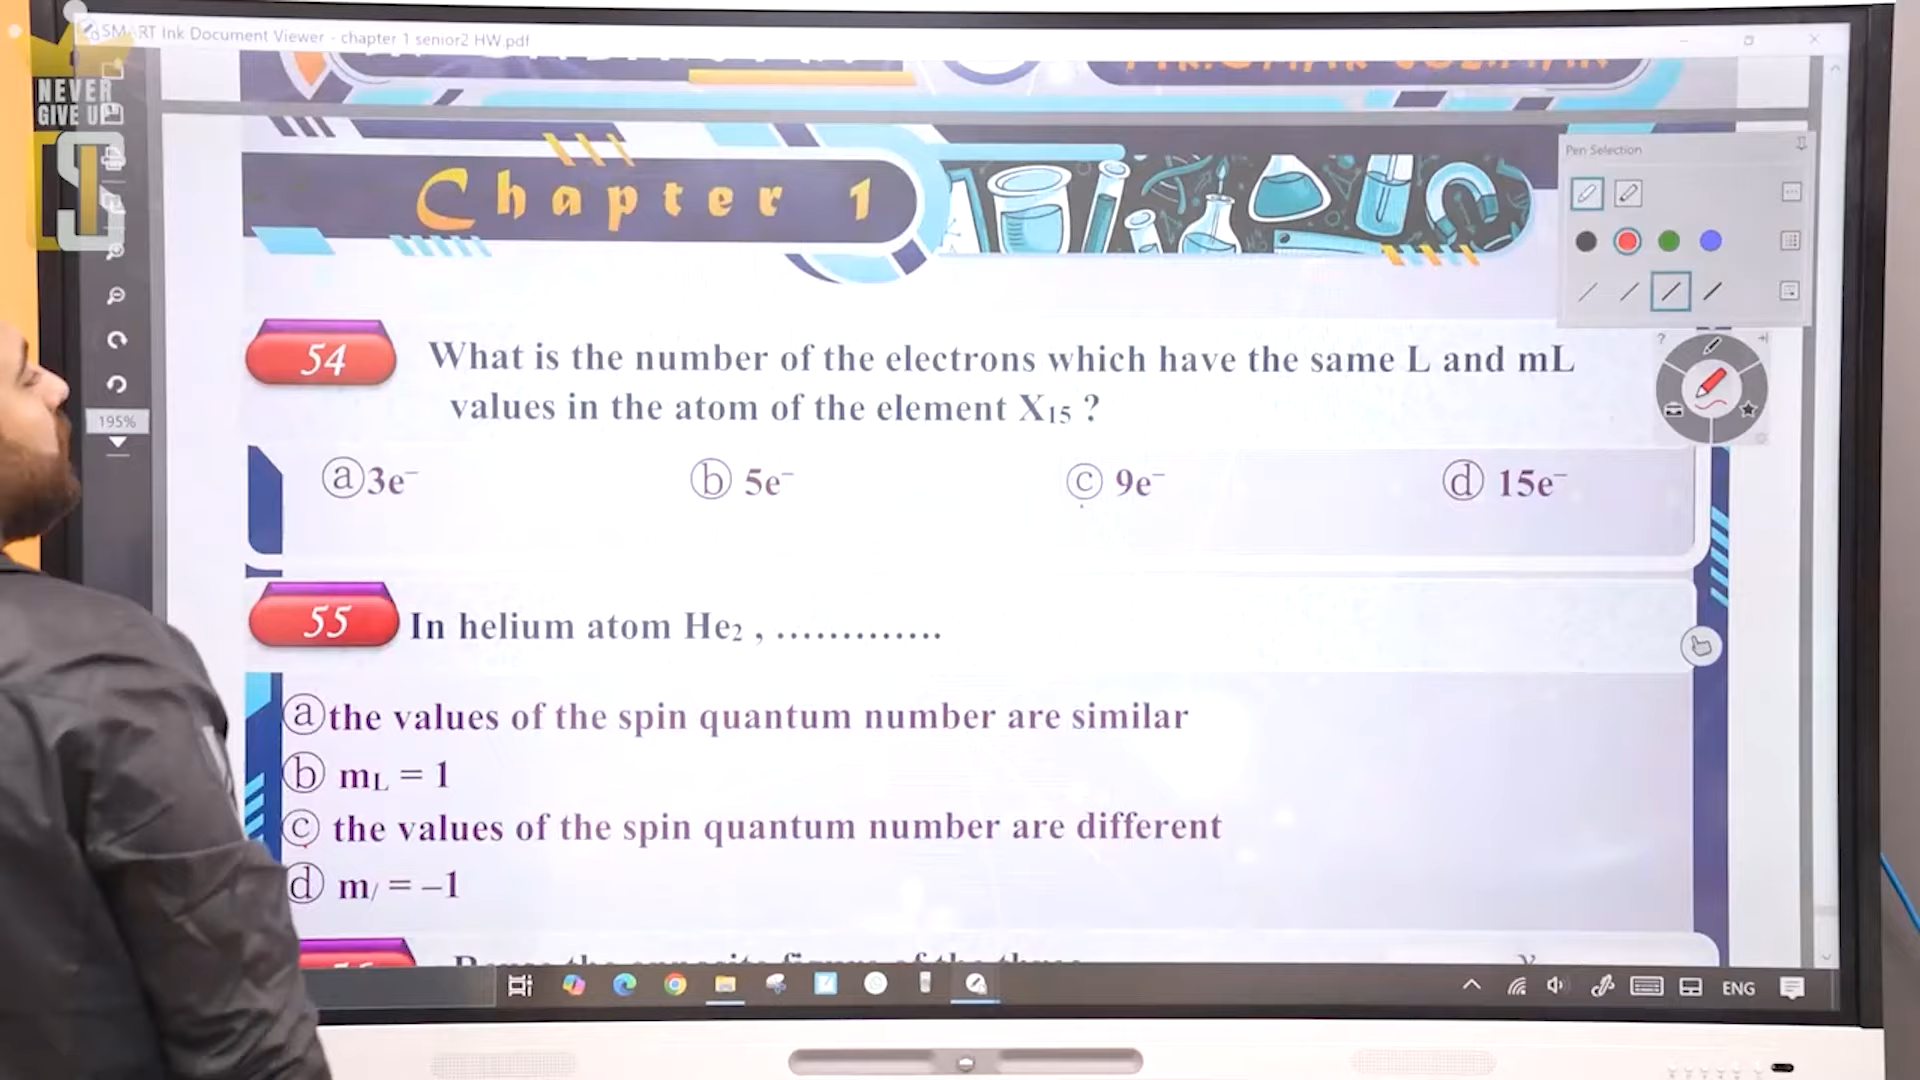 SMART Ink Document Viewer - chapter 1 senior2 HW.pdf
NEVER
GIVE UP
Chapter 1
Pen Selection
54 What is the number of the electrons which have the same L and mL
values in the atom of the element X15 ?
ⓐ3e⁻ ⓑ 5e⁻ ⓒ 9e⁻ ⓓ 15e⁻
195%
55 In helium atom He2 , .............
ⓐthe values of the spin quantum number are similar
ⓑ mL = 1
ⓒ the values of the spin quantum number are different
ⓓ m/ = –1
ENG